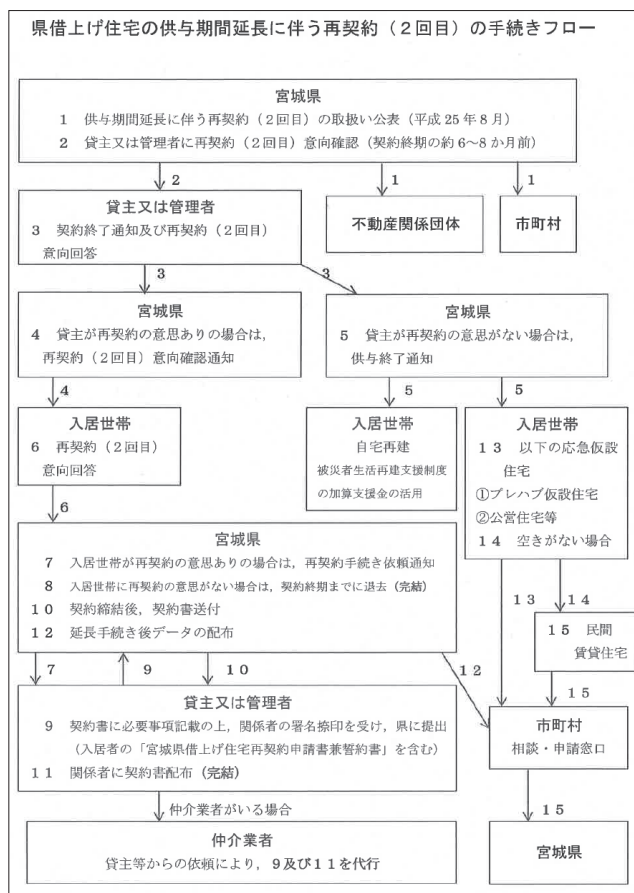 県借上げ住宅の供与期間延長に伴う再契約（２回目）の手続きフロー
宮城県
1　供与期間延長に伴う再契約（２回目）の取扱い公表（平成25年８月）
2　貸主又は管理者に再契約（２回目）意向確認（契約終期の約６～８か月前）
2
1
1
貸主又は管理者
3　契約終了通知及び再契約（２回目）
意向回答
不動産関係団体
市町村
3
3
宮城県
4　貸主が再契約の意思ありの場合は，
再契約（２回目）意向確認通知
宮城県
5　貸主が再契約の意思がない場合は，
供与終了通知
4
5
5
入居世帯
6　再契約（２回目）
意向回答
入居世帯
自宅再建
被災者生活再建支援制度
の加算支援金の活用
入居世帯
13　以下の応急仮設
住宅
①プレハブ仮設住宅
②公営住宅等
14　空きがない場合
6
宮城県
7　入居世帯が再契約の意思ありの場合は，再契約手続き依頼通知
8　入居世帯に再契約の意思がない場合は，契約終期までに退去（完結）
10　契約締結後，契約書送付
12　延長手続き後データの配布
13
14
15　民間
賃貸住宅
7
9
10
12
15
貸主又は管理者
9　契約書に必要事項記載の上，関係者の署名捺印を受け，県に提出
（入居者の「宮城県借上げ住宅再契約申請書兼誓約書」を含む）
11　関係者に契約書配布（完結）
市町村
相談・申請窓口
仲介業者がいる場合
15
仲介業者
貸主等からの依頼により，9及び11を代行
宮城県